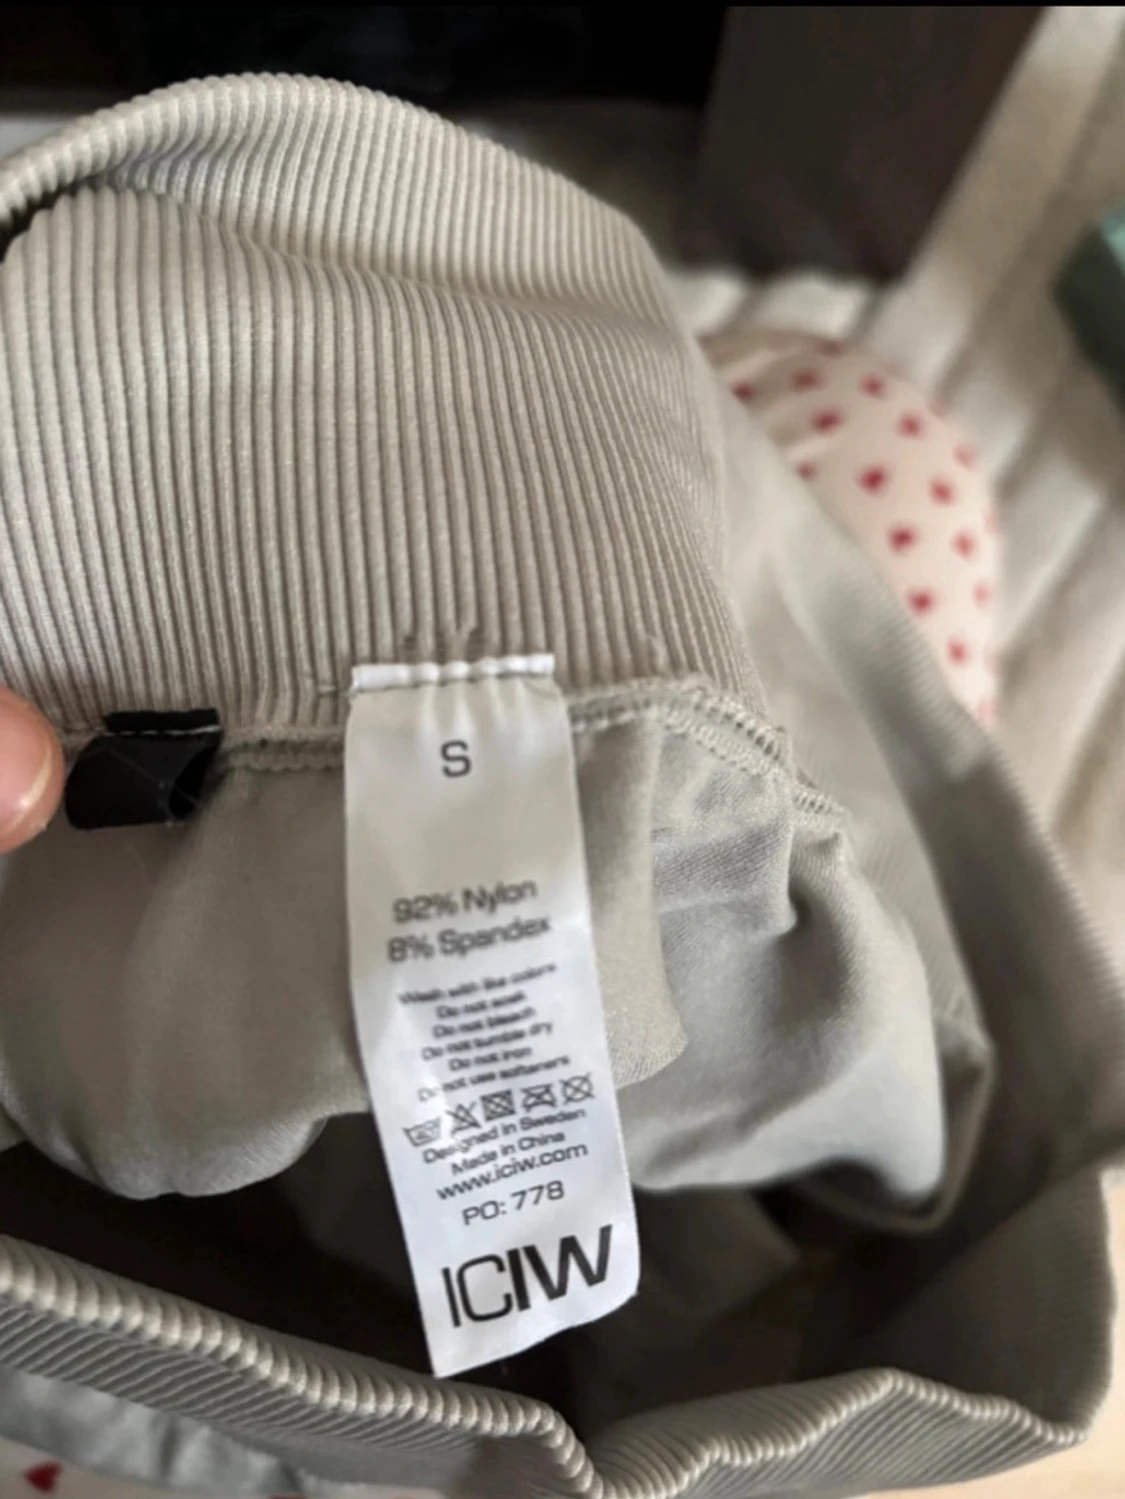 S
92% Nylon
8% Spandex
Wash with like colors
Do not soak
Do not bleach
Do not tumble dry
Do not iron
Do not use softeners
Designed in Sweden
Made in China
www.iciw.com
PO: 778
ICIW